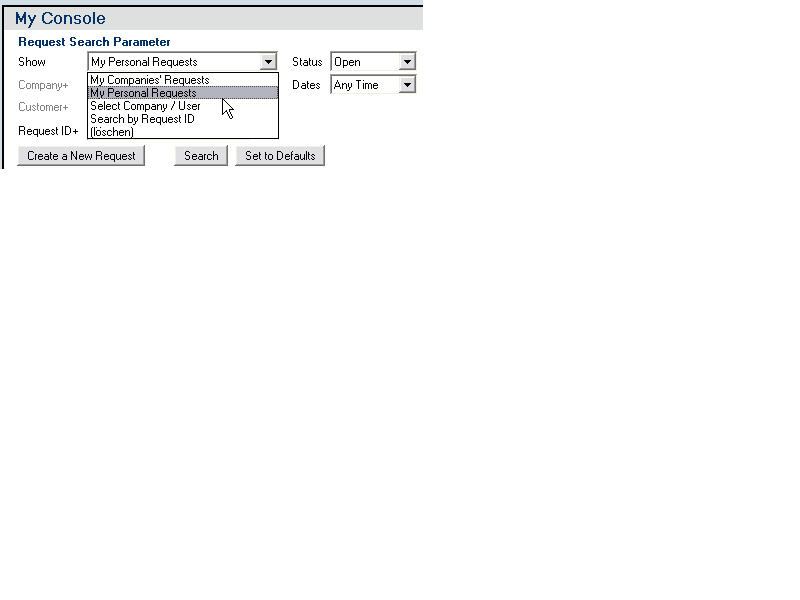 My Console
Request Search Parameter
Show My Personal Requests Status Open
My Companies' Requests
Company+ My Personal Requests Dates Any Time
Select Company / User
Customer+
Search by Request ID
Request ID+ (löschen)
Create a New Request Search Set to Defaults